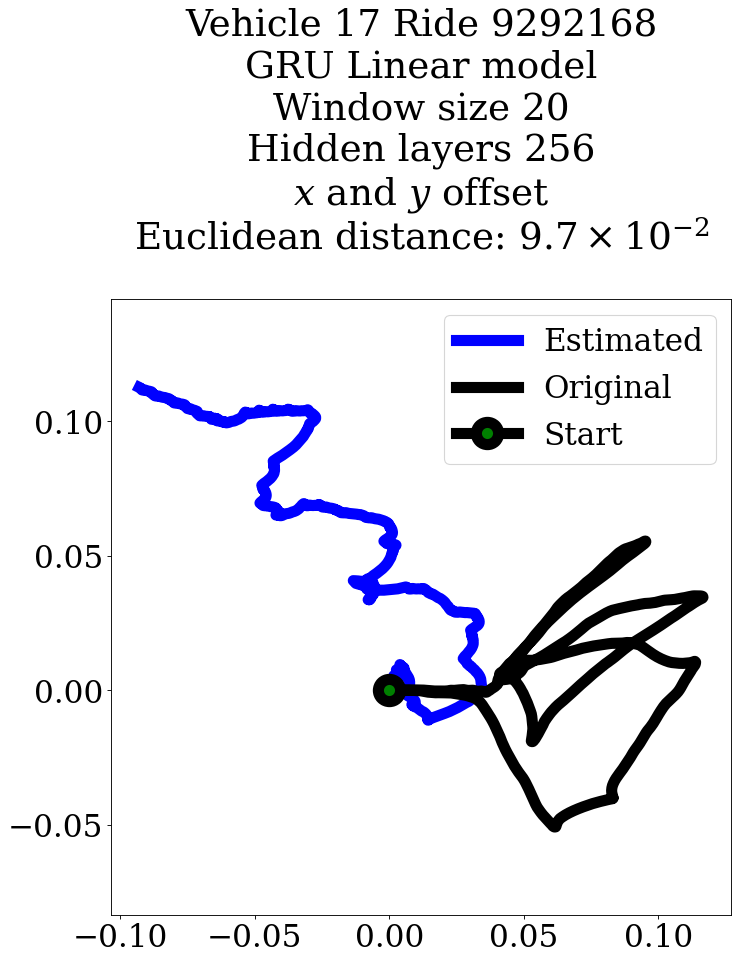 Vehicle 17 Ride 9292168
GRU Linear model
Window size 20
Hidden layers 256
x and y offset
Euclidean distance: 9.7 × 10⁻²
Estimated
Original
Start
0.10
0.05
0.00
−0.05
−0.10 −0.05 0.00 0.05 0.10